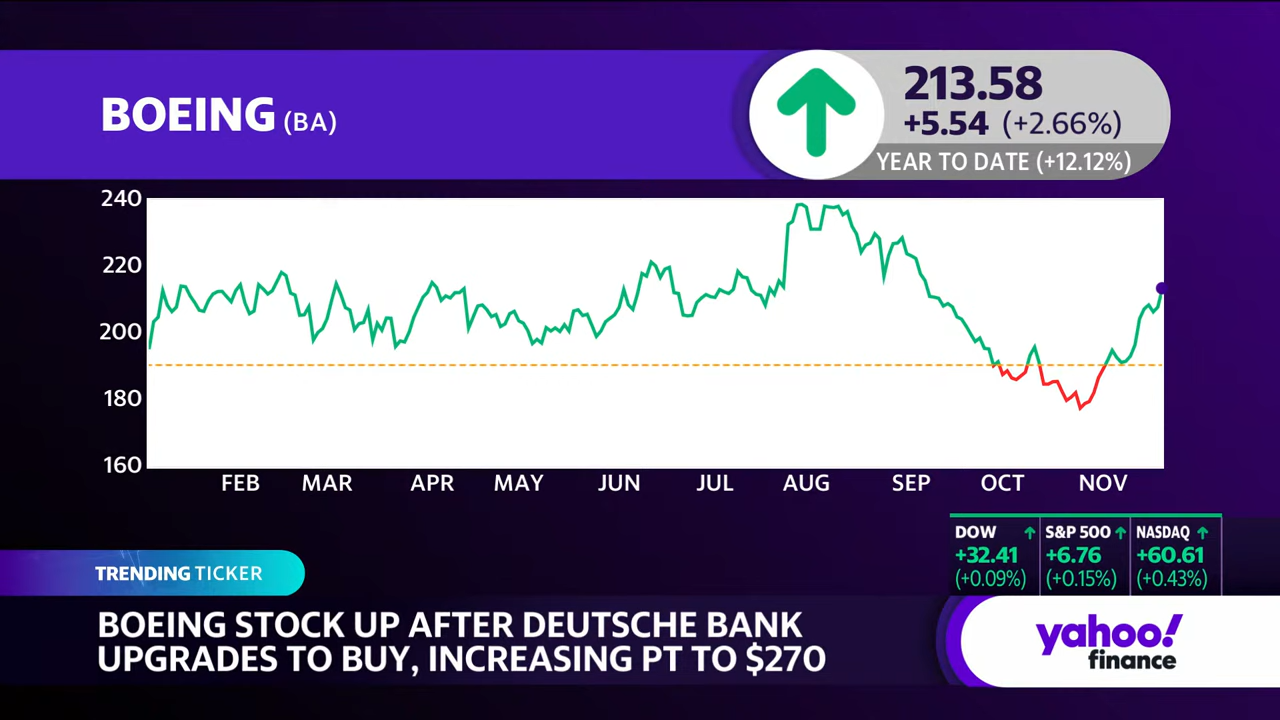 BOEING (BA)
213.58
+5.54 (+2.66%)
YEAR TO DATE (+12.12%)
240
220
200
180
160
FEB MAR APR MAY JUN JUL AUG SEP OCT NOV
DOW S&P 500 NASDAQ
+32.41 +6.76 +60.61
(+0.09%) (+0.15%) (+0.43%)
TRENDING TICKER
BOEING STOCK UP AFTER DEUTSCHE BANK
UPGRADES TO BUY, INCREASING PT TO $270
yahoo!
finance